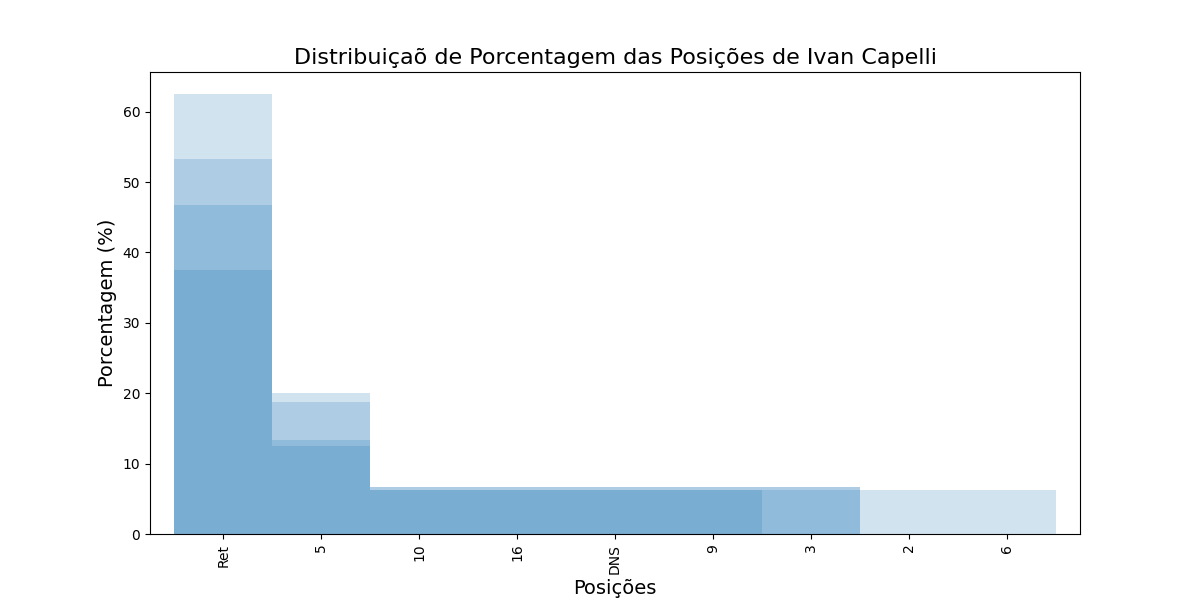 Distribuiçaõ de Porcentagem das Posições de Ivan Capelli
Porcentagem (%)
60
50
40
30
20
10
0
Ret
5
10
16
DNS
9
3
2
6
Posições